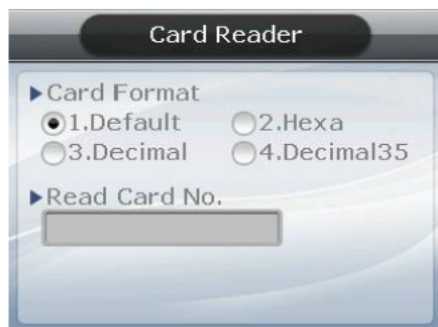 Card Reader
Card Format
1.Default 2.Hexa
3.Decimal 4.Decimal35
Read Card No.